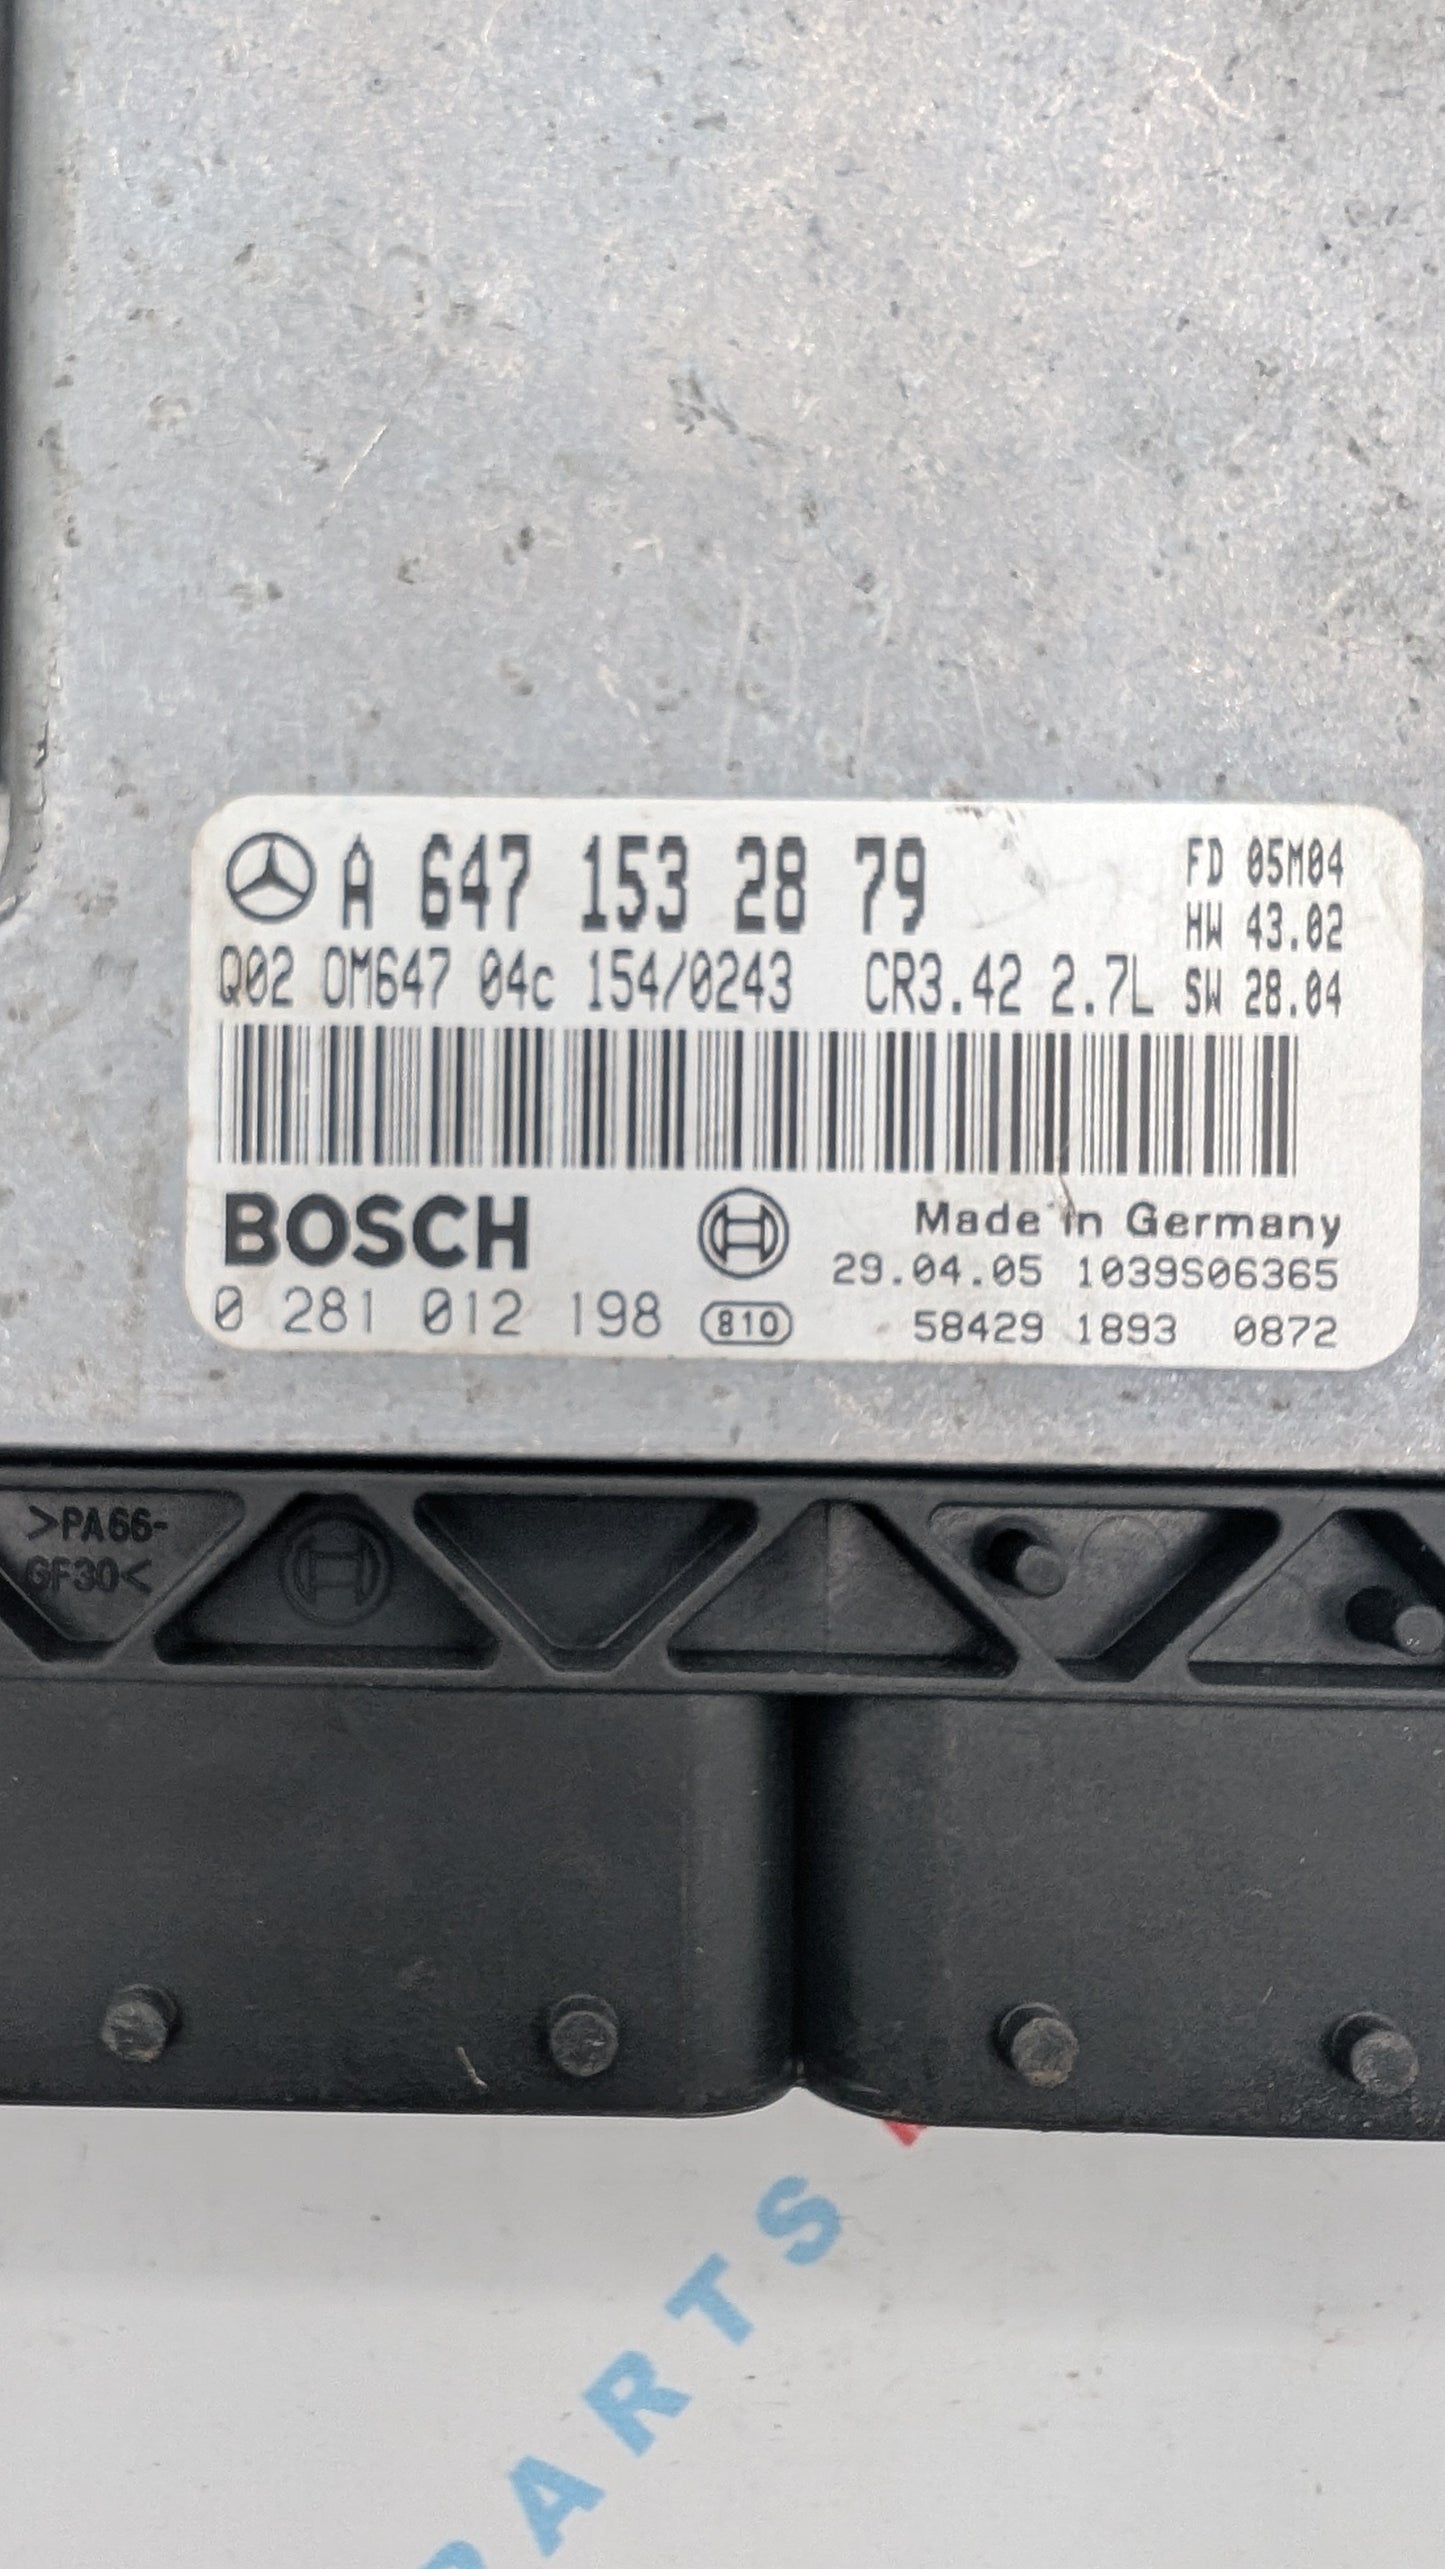 A 647 153 28 79
FD 05M04
HW 43.02
Q02 OM647 04c 154/0243 CR3.42 2.7L SW 28.04
BOSCH
Made in Germany
29.04.05 1039S06365
0 281 012 198 810 58429 1893 0872
>PA66-
GF30<
PARTS